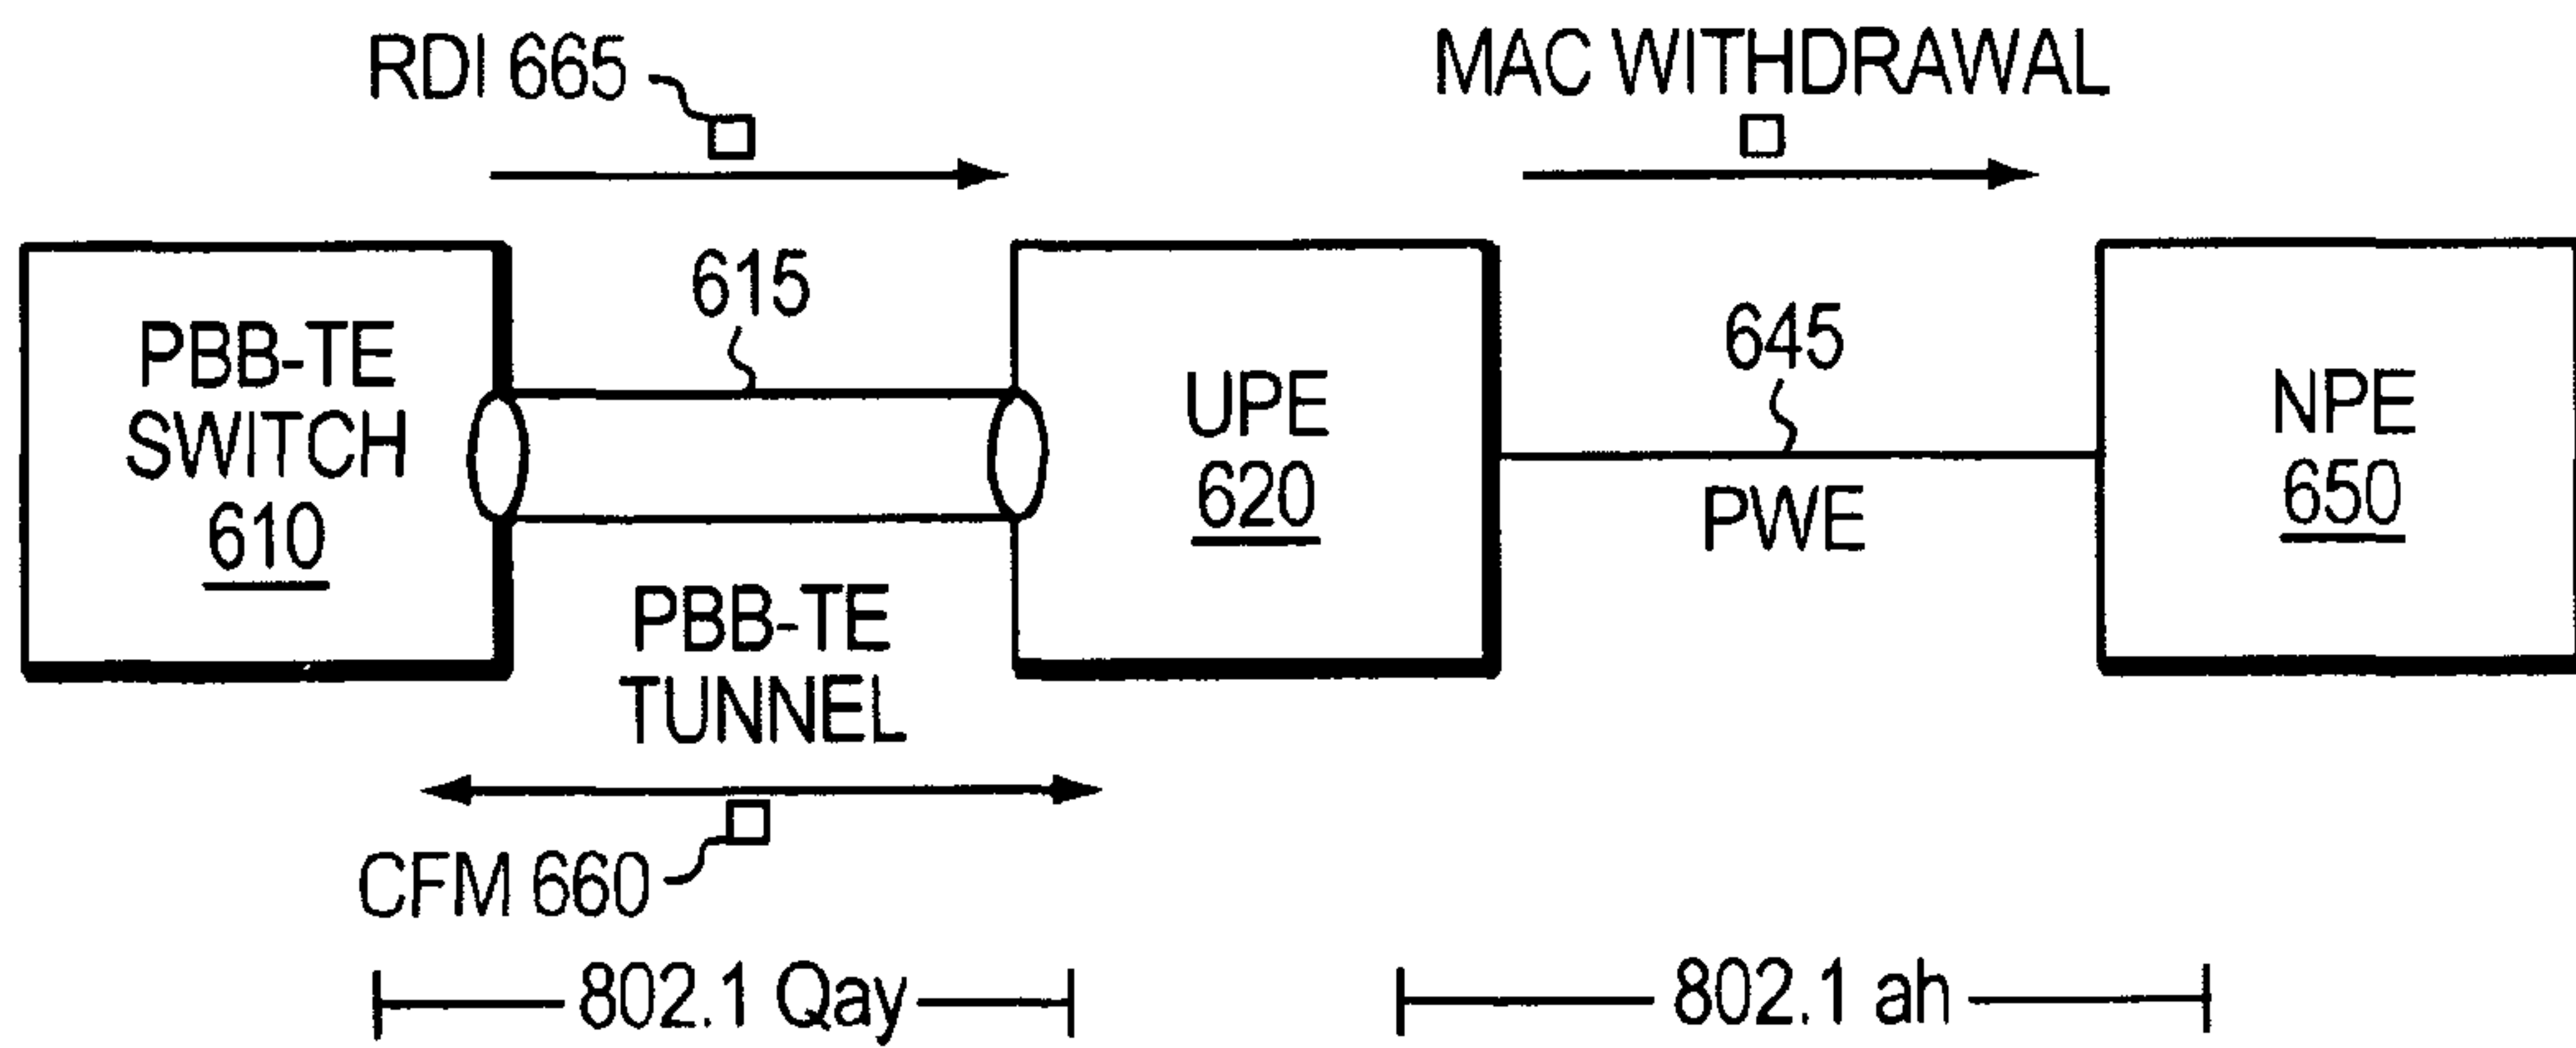 RDI 665
MAC WITHDRAWAL
615
PBB-TE
SWITCH
610
UPE
620
645
PWE
NPE
650
PBB-TE
TUNNEL
CFM 660
802.1 Qay
802.1 ah